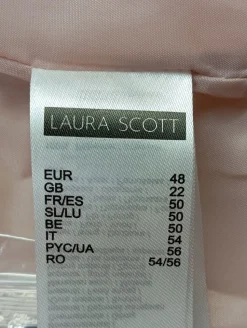 LAURA SCOTT
EUR 48
GB 22
FR/ES 50
SL/LU 50
BE 50
IT 54
PYC/UA 56
RO 54/56